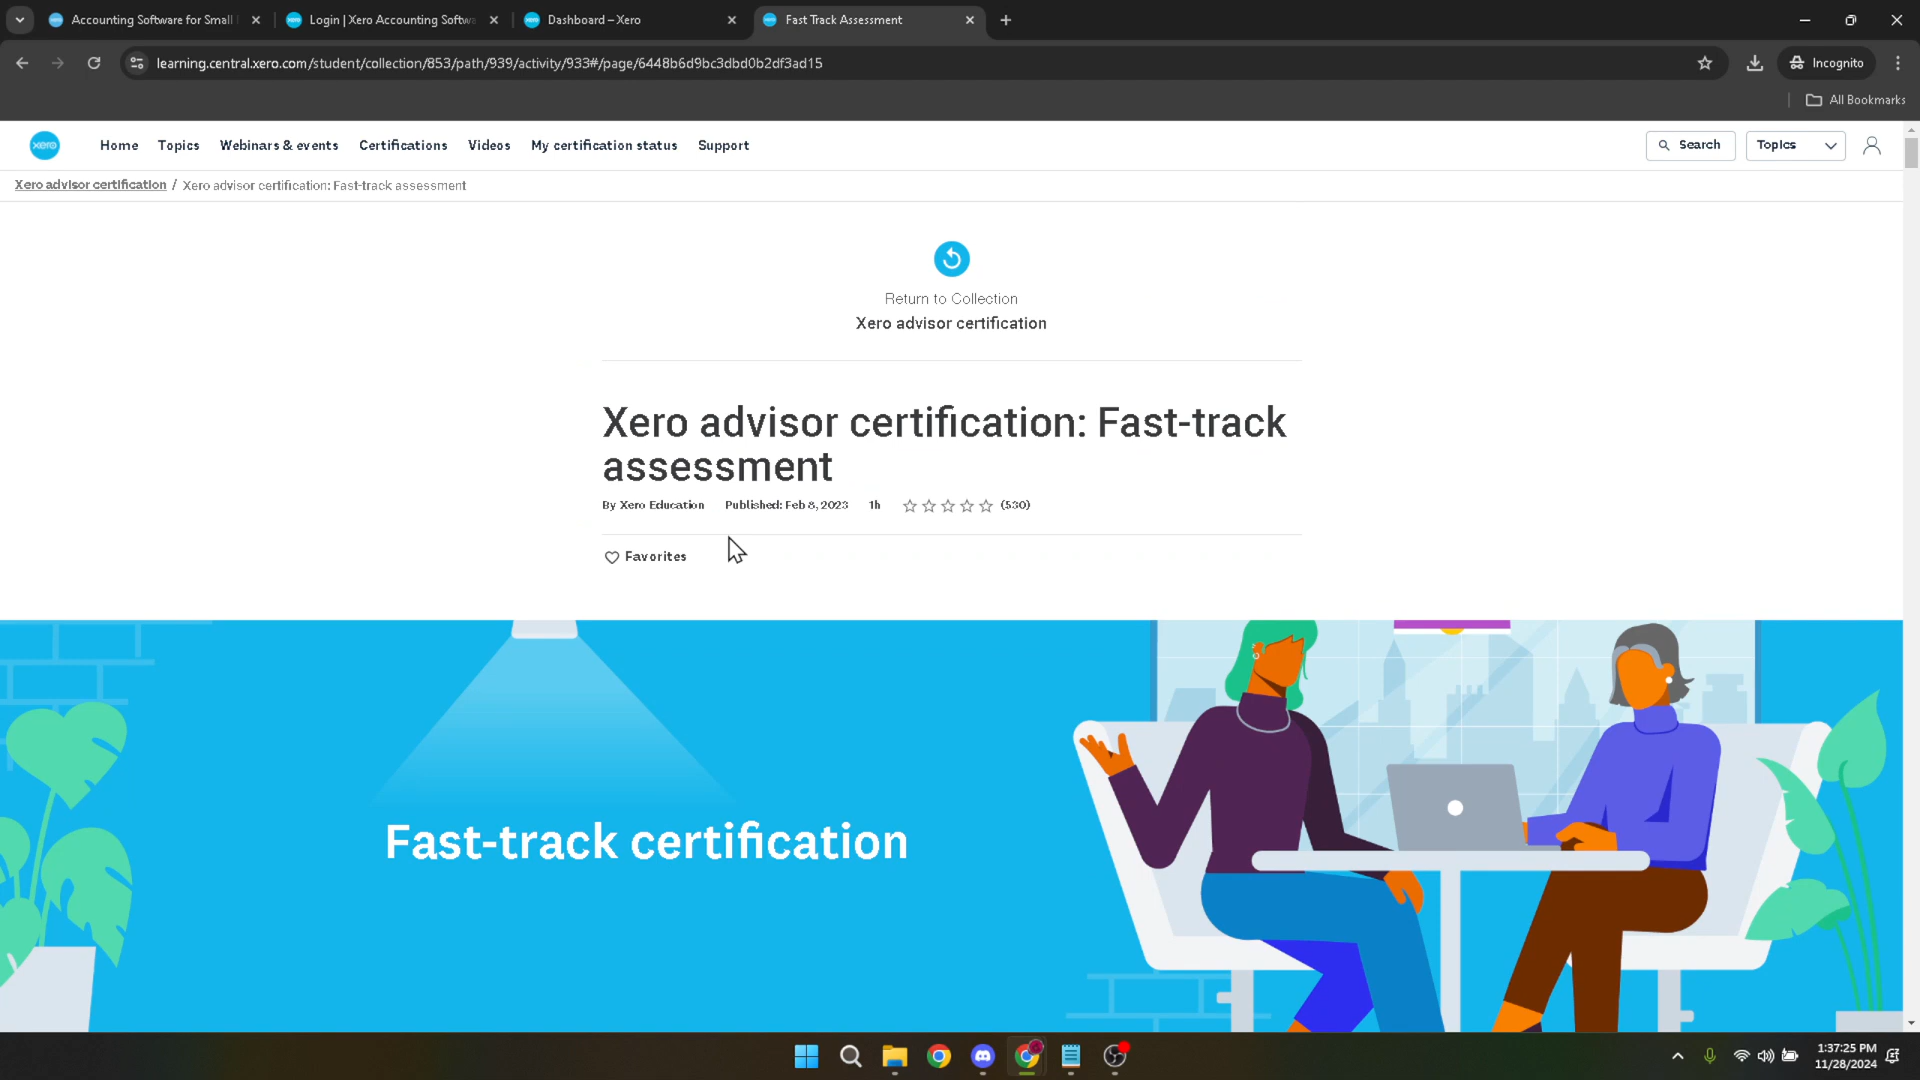 Accounting Software for Small
Login | Xero Accounting Softwa
Dashboard – Xero
Fast Track Assessment
learning.central.xero.com/student/collection/853/path/939/activity/933#/page/6448b6d9bc3dbd0b2df3ad15
Incognito
All Bookmarks
xero
Home
Topics
Webinars & events
Certifications
Videos
My certification status
Support
Search
Topics
Xero advisor certification / Xero advisor certification: Fast-track assessment
Return to Collection
Xero advisor certification
Xero advisor certification: Fast-track
assessment
By Xero Education Published: Feb 8, 2023 1h (530)
Favorites
Fast-track certification
1:37:25 PM
11/28/2024